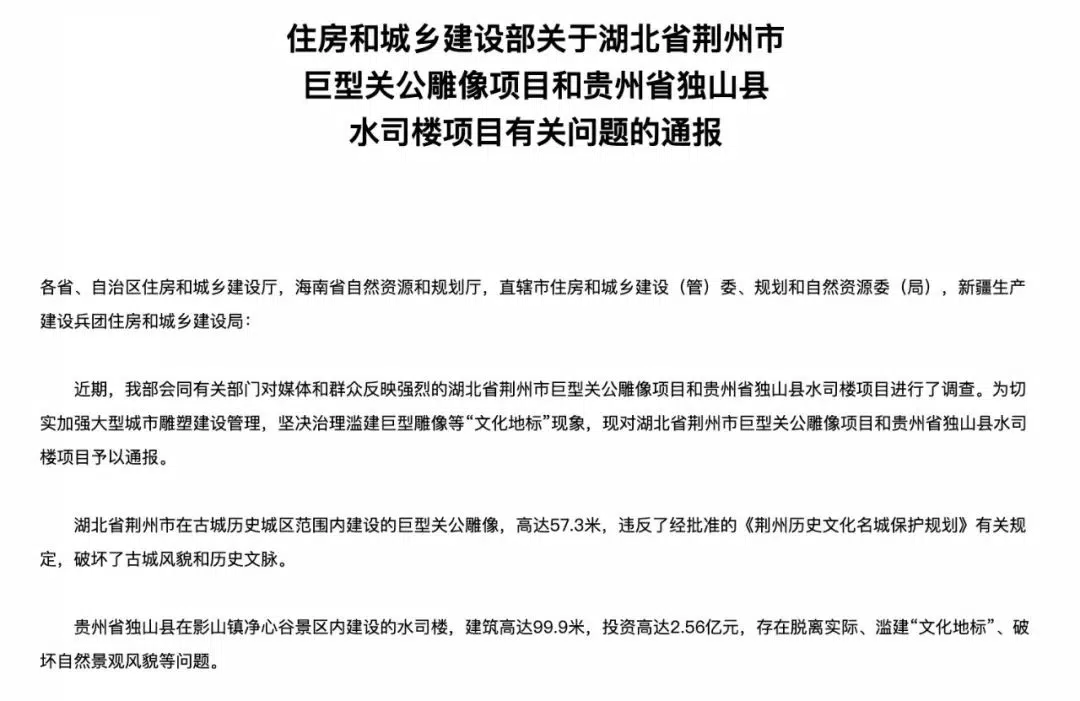 住房和城乡建设部关于湖北省荆州市
巨型关公雕像项目和贵州省独山县
水司楼项目有关问题的通报
各省、自治区住房和城乡建设厅，海南省自然资源和规划厅，直辖市住房和城乡建设（管）委、规划和自然资源委（局），新疆生产
建设兵团住房和城乡建设局：
近期，我部会同有关部门对媒体和群众反映强烈的湖北省荆州市巨型关公雕像项目和贵州省独山县水司楼项目进行了调查。为切
实加强大型城市雕塑建设管理，坚决治理滥建巨型雕像等“文化地标”现象，现对湖北省荆州市巨型关公雕像项目和贵州省独山县水司
楼项目予以通报。
湖北省荆州市在古城历史城区范围内建设的巨型关公雕像，高达57.3米，违反了经批准的《荆州历史文化名城保护规划》有关规
定，破坏了古城风貌和历史文脉。
贵州省独山县在影山镇净心谷景区内建设的水司楼，建筑高达99.9米，投资高达2.56亿元，存在脱离实际、滥建“文化地标”、破
坏自然景观风貌等问题。